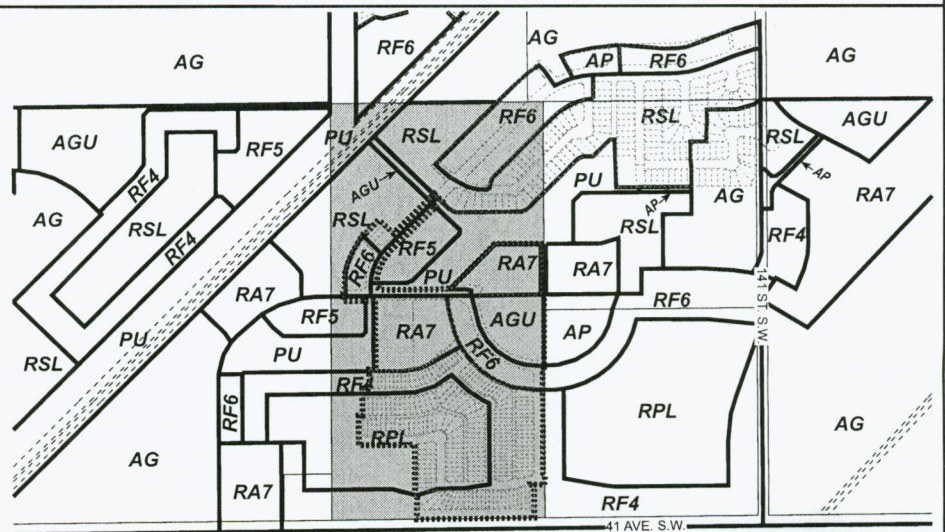 RF6
AG
AP
RF6
AG
AG
AGU
RF5
PU
RSL
RF6
RSL
RSL
AGU
RF4
AGU
PU
AP
AG
RSL
RSL
AP
AG
RA7
RF4
RF5
RSL
RF6
PU
RA7
RA7
RF4
RA7
RF6
141 ST. S.W.
RF5
RA7
AGU
AP
PU
PU
RSL
RF6
RF
RPL
RF6
RPL
AG
AG
RA7
RF4
41 AVE. S.W.